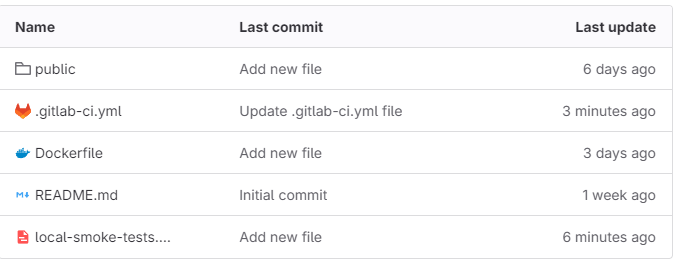 Name Last commit Last update
public Add new file 6 days ago
.gitlab-ci.yml Update .gitlab-ci.yml file 3 minutes ago
Dockerfile Add new file 3 days ago
README.md Initial commit 1 week ago
local-smoke-tests.... Add new file 6 minutes ago